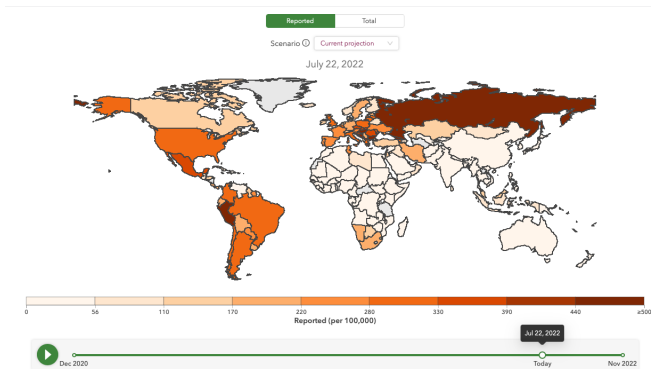 Reported Total
Scenario Current projection
July 22, 2022
0 56 110 170 220 280 330 390 440 ≥500
Reported (per 100,000)
Jul 22, 2022
Dec 2020 Today Nov 2022